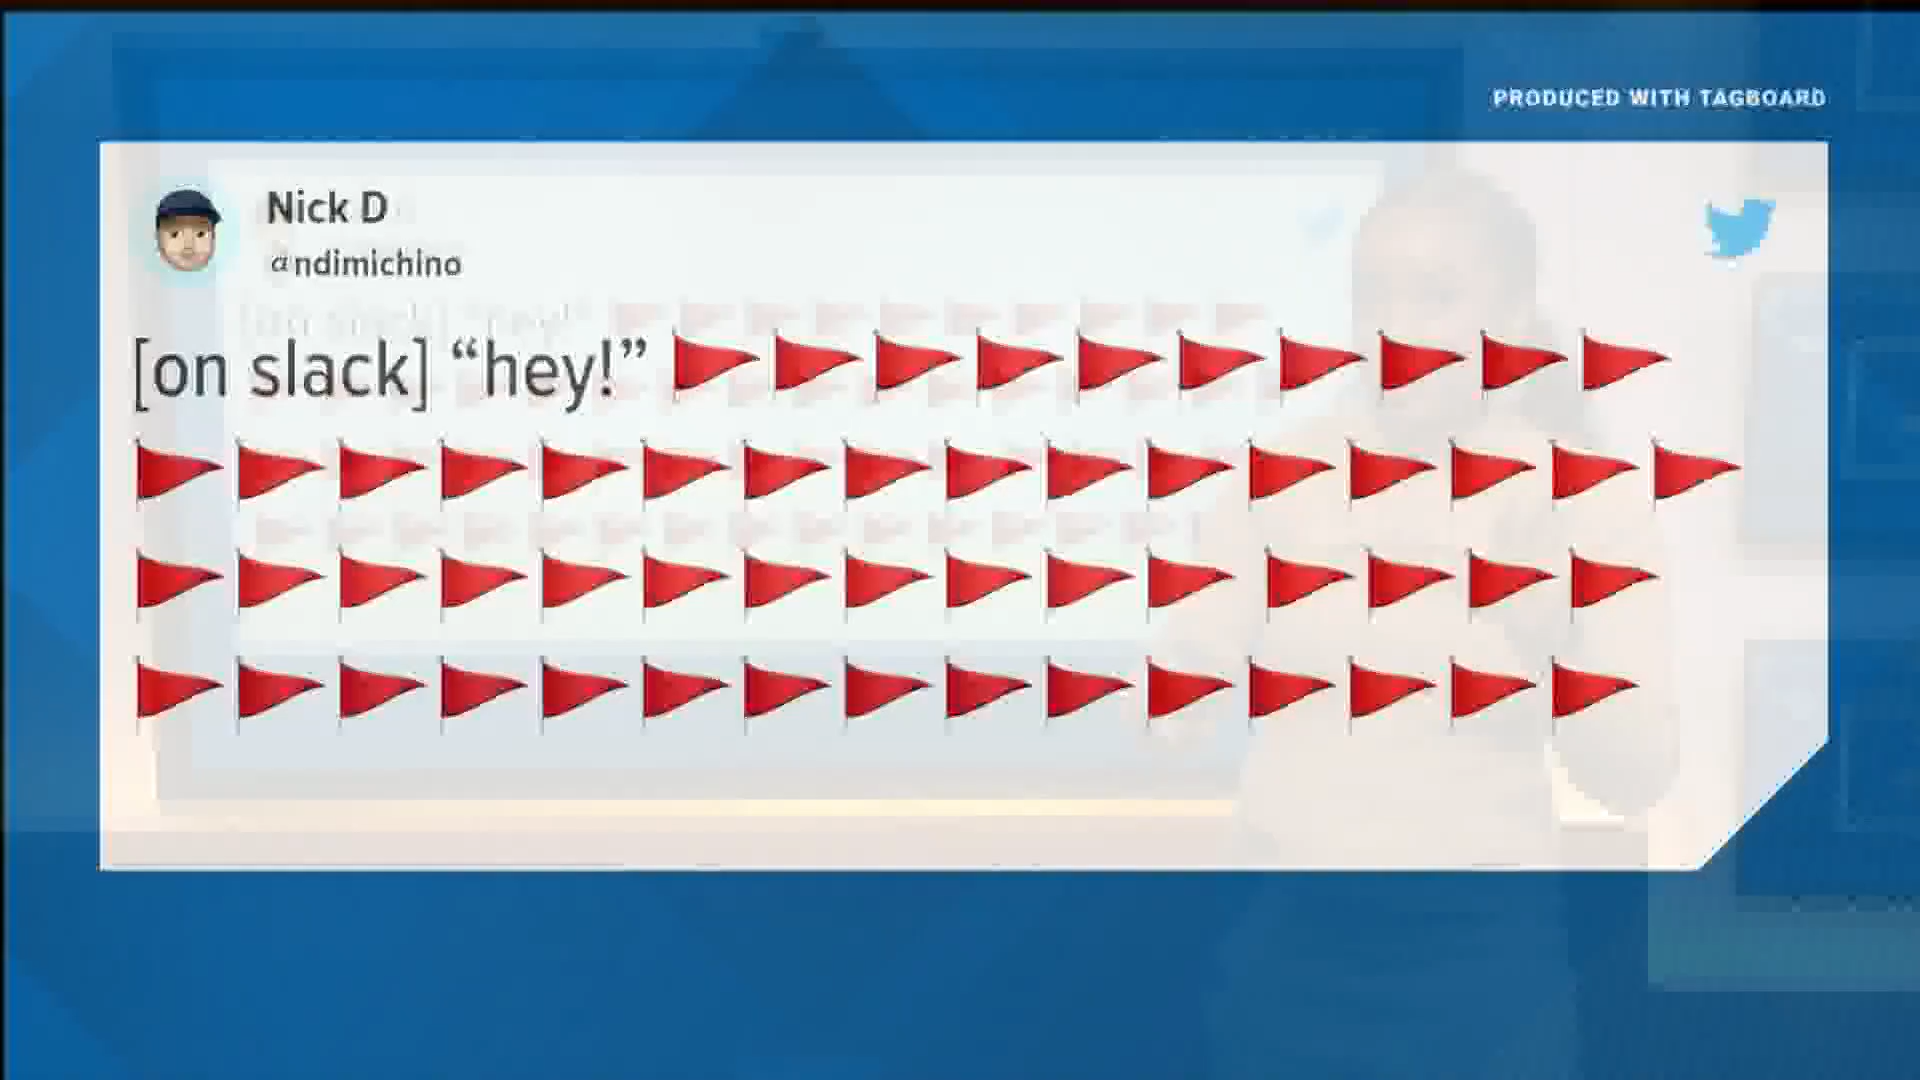 PRODUCED WITH TAGBOARD
Nick D
@ndimichino
[on slack] “hey!” 🚩🚩🚩🚩🚩🚩🚩🚩🚩🚩
🚩🚩🚩🚩🚩🚩🚩🚩🚩🚩🚩🚩🚩🚩🚩🚩
🚩🚩🚩🚩🚩🚩🚩🚩🚩🚩🚩 🚩🚩🚩🚩
🚩🚩🚩🚩🚩🚩🚩🚩🚩🚩🚩🚩🚩🚩🚩